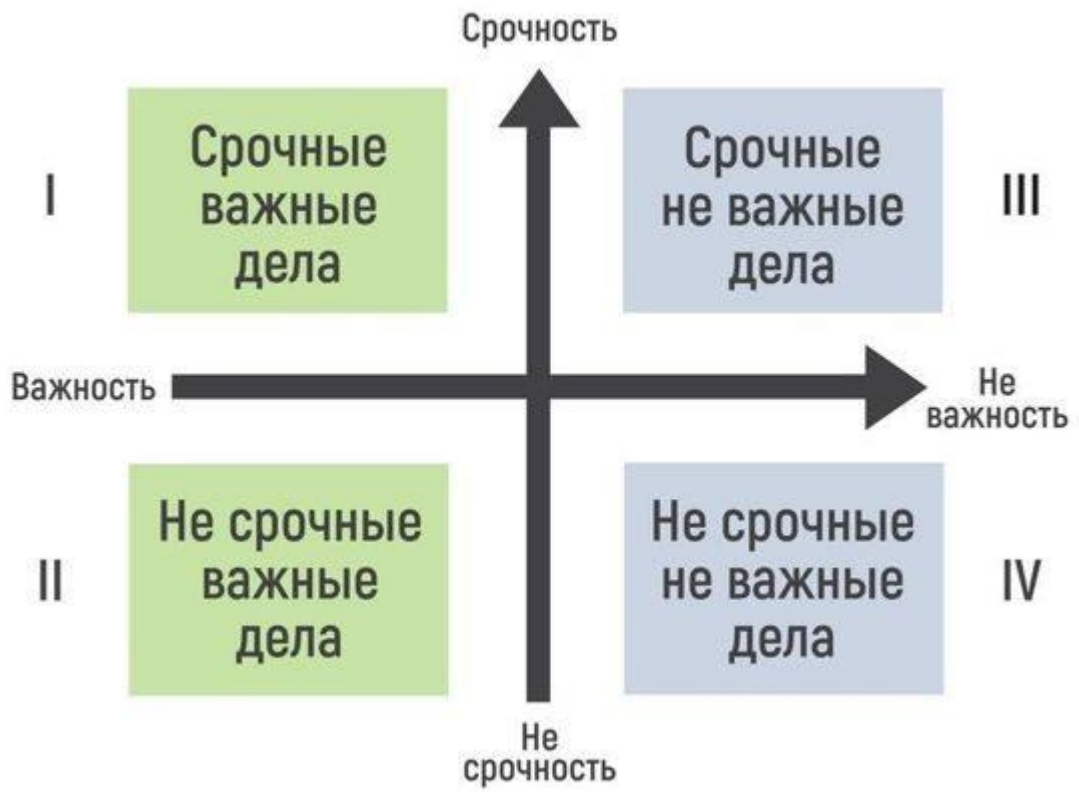 Срочность
I
Срочные
важные
дела
Срочные
не важные
дела
III
Важность
Не
важность
II
Не срочные
важные
дела
Не срочные
не важные
дела
IV
Не
срочность